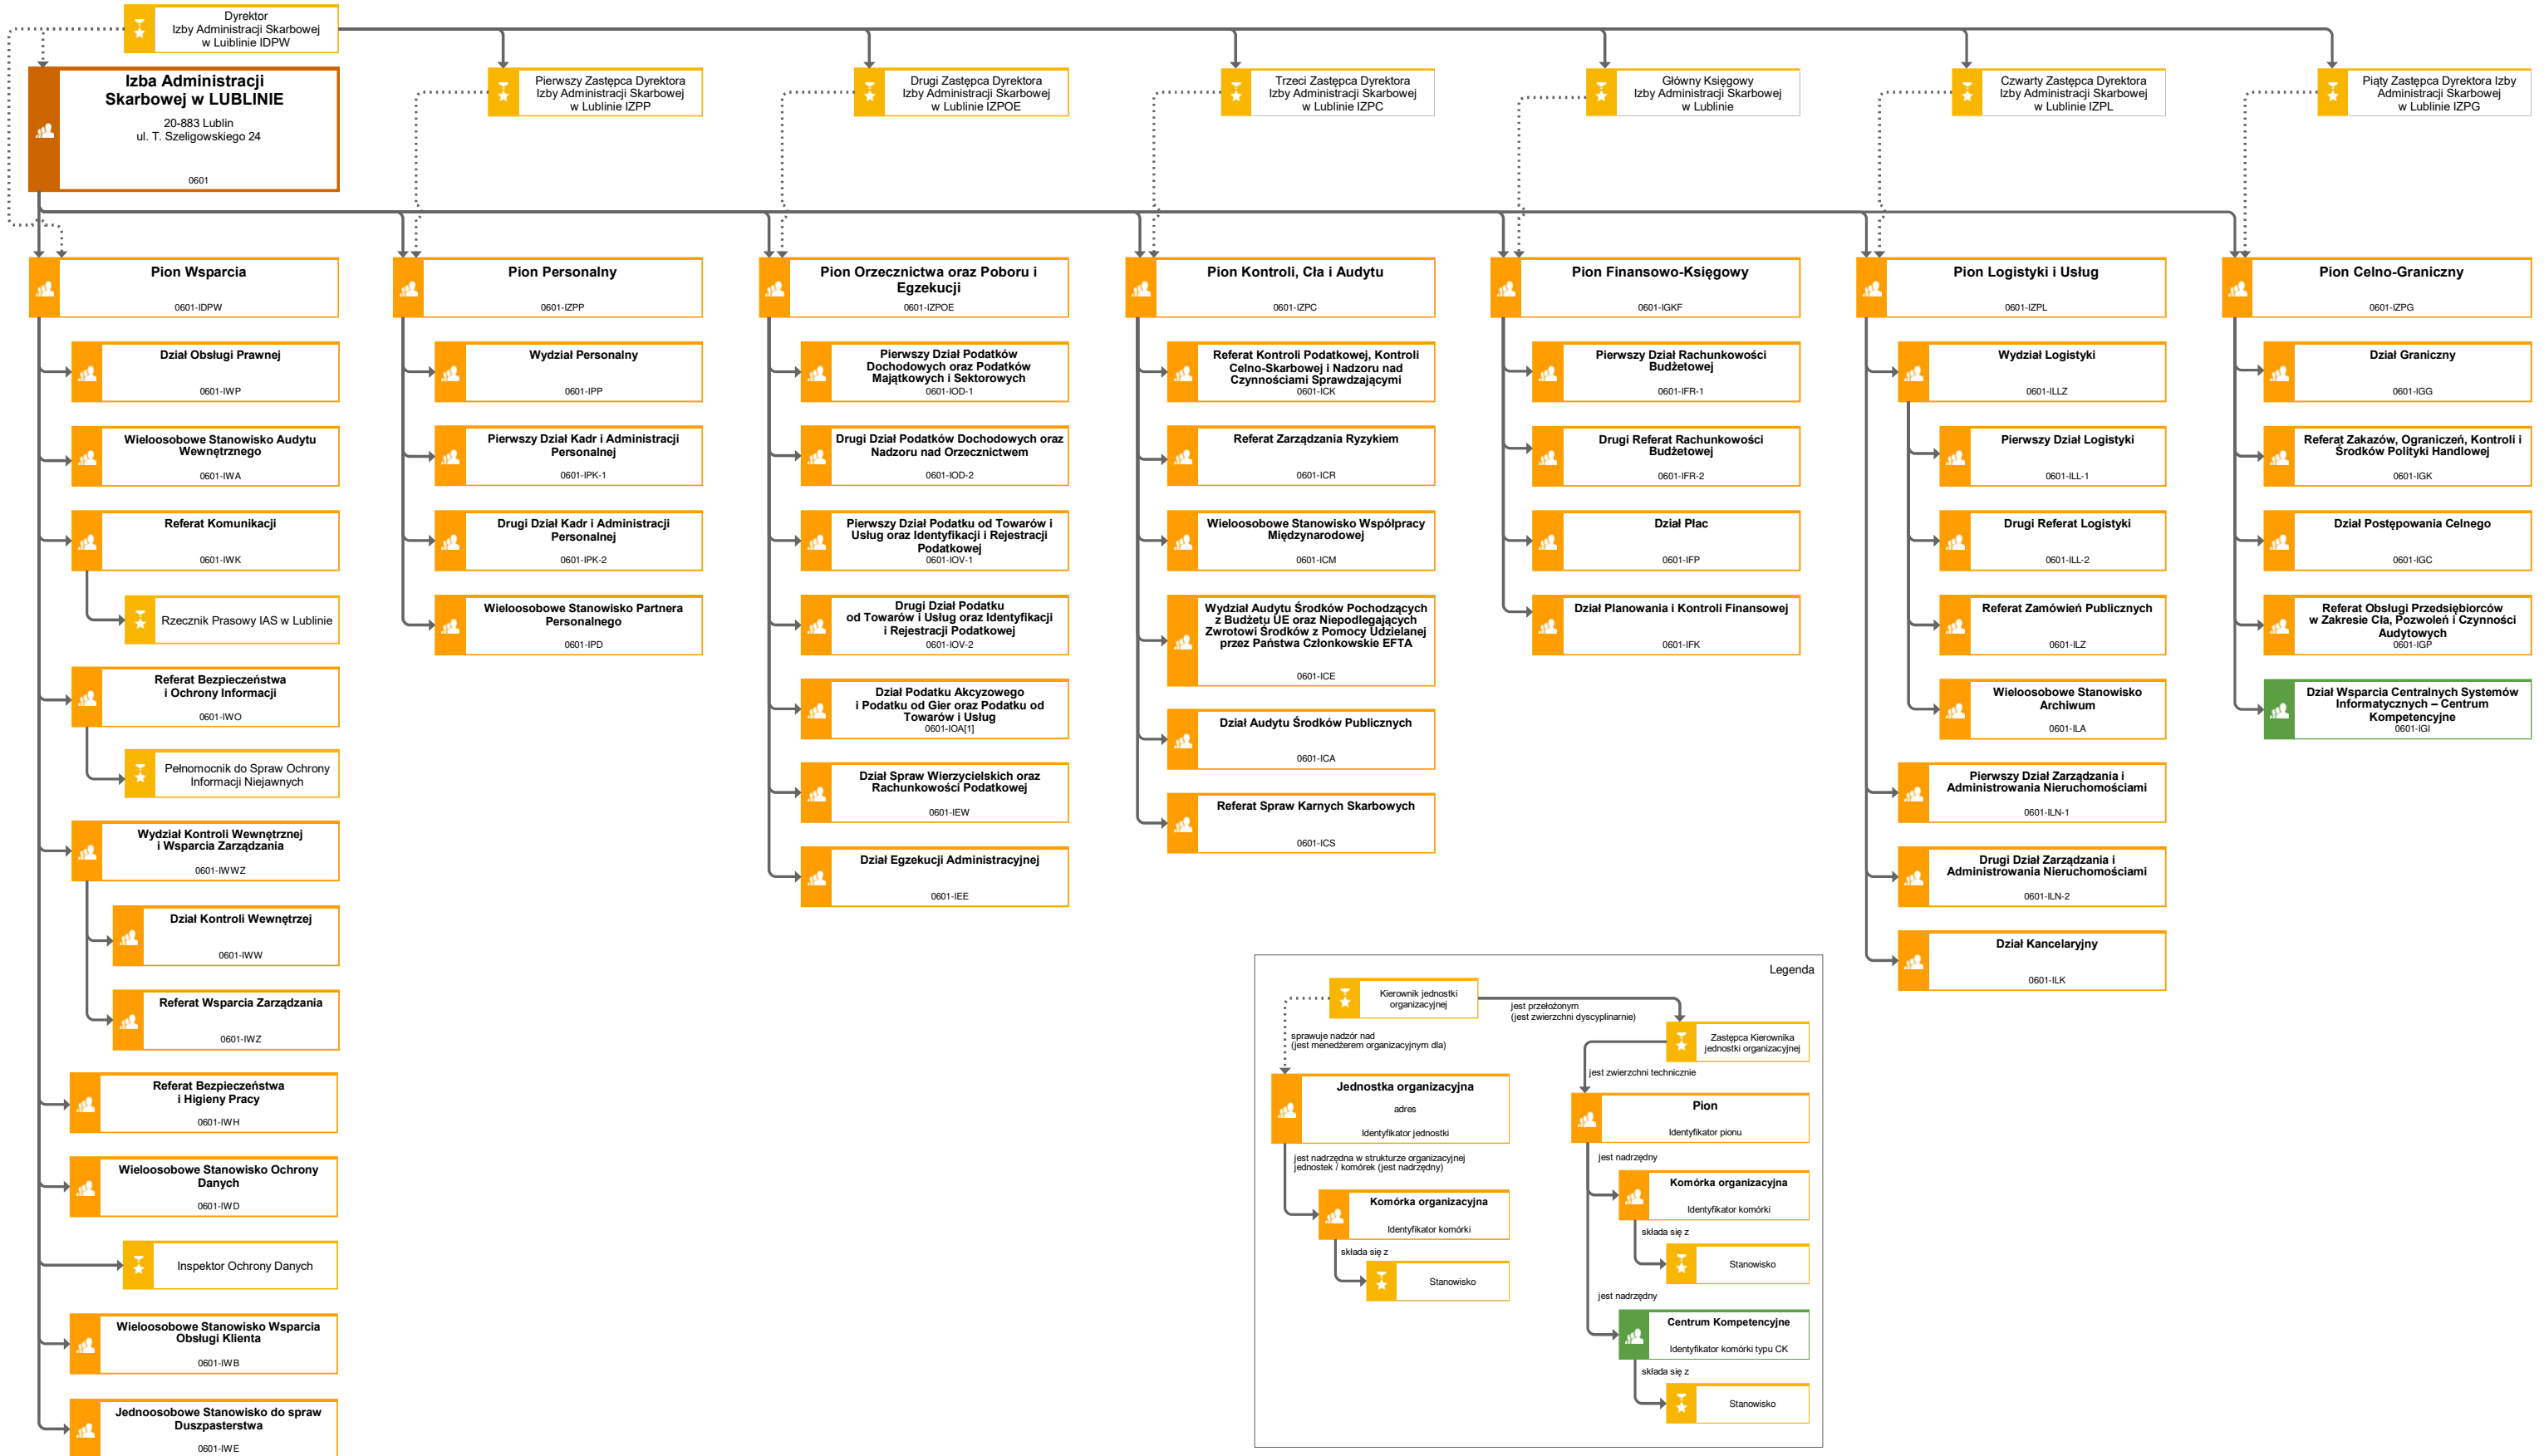 Dyrektor
Izby Administracji Skarbowej
w Luiblinie IDPW
Izba Administracji
Skarbowej w LUBLINIE
20-883 Lublin
ul. T. Szeligowskiego 24
0601
Pierwszy Zastępca Dyrektora
Izby Administracji Skarbowej
w Lublinie IZPP
Drugi Zastępca Dyrektora
Izby Administracji Skarbowej
w Lublinie IZPOE
Trzeci Zastępca Dyrektora
Izby Administracji Skarbowej
w Lublinie IZPC
Główny Księgowy
Izby Administracji Skarbowej
w Lublinie
Czwarty Zastępca Dyrektora
Izby Administracji Skarbowej
w Lublinie IZPL
Piąty Zastępca Dyrektora Izby
Administracji Skarbowej
w Lublinie IZPG
Pion Wsparcia
0601-IDPW
Dział Obsługi Prawnej
0601-IWP
Wieloosobowe Stanowisko Audytu
Wewnętrznego
0601-IWA
Referat Komunikacji
0601-IWK
Rzecznik Prasowy IAS w Lublinie
Referat Bezpieczeństwa
i Ochrony Informacji
0601-IWO
Pełnomocnik do Spraw Ochrony
Informacji Niejawnych
Wydział Kontroli Wewnętrznej
i Wsparcia Zarządzania
0601-IWWZ
Dział Kontroli Wewnętrzej
0601-IWW
Referat Wsparcia Zarządzania
0601-IWZ
Referat Bezpieczeństwa
i Higieny Pracy
0601-IWH
Wieloosobowe Stanowisko Ochrony
Danych
0601-IWD
Inspektor Ochrony Danych
Wieloosobowe Stanowisko Wsparcia
Obsługi Klienta
0601-IWB
Jednoosobowe Stanowisko do spraw
Duszpasterstwa
0601-IWE
Pion Personalny
0601-IZPP
Wydział Personalny
0601-IPP
Pierwszy Dział Kadr i Administracji
Personalnej
0601-IPK-1
Drugi Dział Kadr i Administracji
Personalnej
0601-IPK-2
Wieloosobowe Stanowisko Partnera
Personalnego
0601-IPD
Pion Orzecznictwa oraz Poboru i
Egzekucji
0601-IZPOE
Pierwszy Dział Podatków
Dochodowych oraz Podatków
Majątkowych i Sektorowych
0601-IOD-1
Drugi Dział Podatków Dochodowych oraz
Nadzoru nad Orzecznictwem
0601-IOD-2
Pierwszy Dział Podatku od Towarów i
Usług oraz Identyfikacji i Rejestracji
Podatkowej
0601-IOV-1
Drugi Dział Podatku
od Towarów i Usług oraz Identyfikacji
i Rejestracji Podatkowej
0601-IOV-2
Dział Podatku Akcyzowego
i Podatku od Gier oraz Podatku od
Towarów i Usług
0601-IOA[1]
Dział Spraw Wierzycielskich oraz
Rachunkowości Podatkowej
0601-IEW
Dział Egzekucji Administracyjnej
0601-IEE
Pion Kontroli, Cła i Audytu
0601-IZPC
Referat Kontroli Podatkowej, Kontroli
Celno-Skarbowej i Nadzoru nad
Czynnościami Sprawdzającymi
0601-ICK
Referat Zarządzania Ryzykiem
0601-ICR
Wieloosobowe Stanowisko Współpracy
Międzynarodowej
0601-ICM
Wydział Audytu Środków Pochodzących
z Budżetu UE oraz Niepodlegających
Zwrotowi Środków z Pomocy Udzielanej
przez Państwa Członkowskie EFTA
0601-ICE
Dział Audytu Środków Publicznych
0601-ICA
Referat Spraw Karnych Skarbowych
0601-ICS
Pion Finansowo-Księgowy
0601-IGKF
Pierwszy Dział Rachunkowości
Budżetowej
0601-IFR-1
Drugi Referat Rachunkowości
Budżetowej
0601-IFR-2
Dział Płac
0601-IFP
Dział Planowania i Kontroli Finansowej
0601-IFK
Pion Logistyki i Usług
0601-IZPL
Wydział Logistyki
0601-ILLZ
Pierwszy Dział Logistyki
0601-ILL-1
Drugi Referat Logistyki
0601-ILL-2
Referat Zamówień Publicznych
0601-ILZ
Wieloosobowe Stanowisko
Archiwum
0601-ILA
Pierwszy Dział Zarządzania i
Administrowania Nieruchomościami
0601-ILN-1
Drugi Dział Zarządzania i
Administrowania Nieruchomościami
0601-ILN-2
Dział Kancelaryjny
0601-ILK
Pion Celno-Graniczny
0601-IZPG
Dział Graniczny
0601-IGG
Referat Zakazów, Ograniczeń, Kontroli i
Środków Polityki Handlowej
0601-IGK
Dział Postępowania Celnego
0601-IGC
Referat Obsługi Przedsiębiorców
w Zakresie Cła, Pozwoleń i Czynności
Audytowych
0601-IGP
Dział Wsparcia Centralnych Systemów
Informatycznych – Centrum
Kompetencyjne
0601-IGI
Legenda
Kierownik jednostki
organizacyjnej
jest przełożonym
(jest zwierzchni dyscyplinarnie)
sprawuje nadzór nad
(jest menedżerem organizacyjnym dla)
Zastępca Kierownika
jednostki organizacyjnej
jest zwierzchni technicznie
Jednostka organizacyjna
adres
Identyfikator jednostki
Pion
Identyfikator pionu
jest nadrzędna w strukturze organizacyjnej
jednostek / komórek (jest nadrzędny)
jest nadrzędny
Komórka organizacyjna
Identyfikator komórki
składa się z
Stanowisko
Komórka organizacyjna
Identyfikator komórki
składa się z
Stanowisko
jest nadrzędny
Centrum Kompetencyjne
Identyfikator komórki typu CK
składa się z
Stanowisko